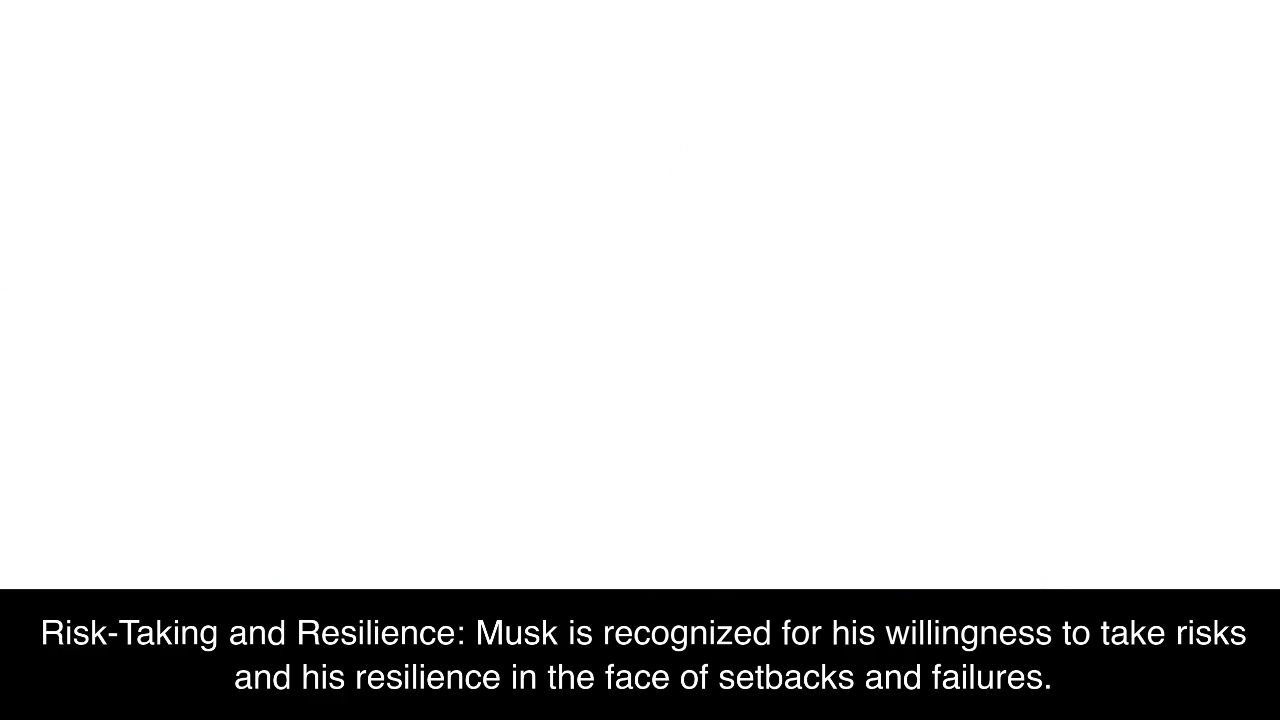 Risk-Taking and Resilience: Musk is recognized for his willingness to take risks
and his resilience in the face of setbacks and failures.